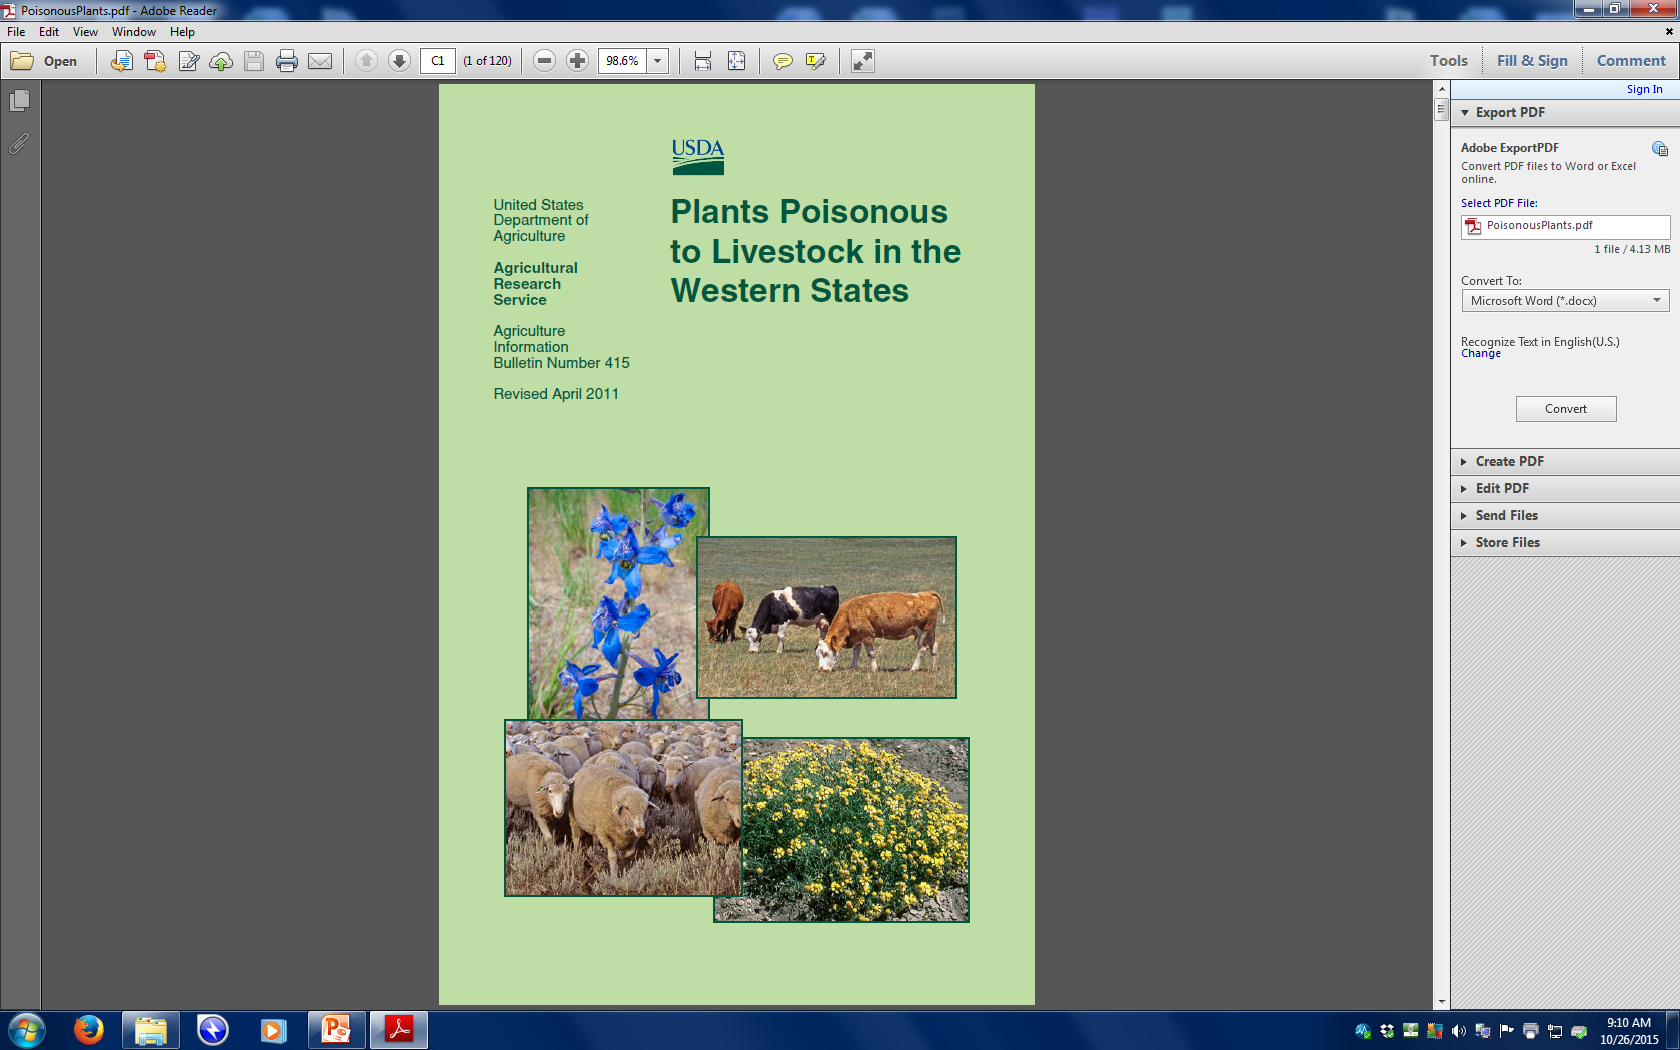 PoisonousPlants.pdf - Adobe Reader
File Edit View Window Help
Open C1 (1 of 120) 98.6% Tools Fill & Sign Comment
Sign In
Export PDF
Adobe ExportPDF
Convert PDF files to Word or Excel
online.
Select PDF File:
PoisonousPlants.pdf
1 file / 4.13 MB
Convert To:
Microsoft Word (*.docx)
Recognize Text in English(U.S.)
Change
Convert
Create PDF
Edit PDF
Send Files
Store Files
USDA
United States
Department of
Agriculture
Agricultural
Research
Service
Agriculture
Information
Bulletin Number 415
Revised April 2011
Plants Poisonous
to Livestock in the
Western States
9:10 AM
10/26/2015